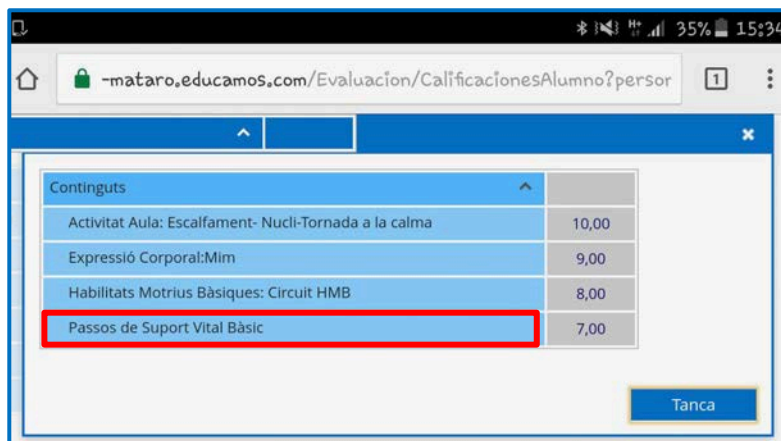 H+ 35% 15:34
-mataro.educamos.com/Evaluacion/CalificacionesAlumno?person 1
Continguts
Activitat Aula: Escalfament- Nucli-Tornada a la calma 10,00
Expressió Corporal:Mim 9,00
Habilitats Motrius Bàsiques: Circuit HMB 8,00
Passos de Suport Vital Bàsic 7,00
Tanca